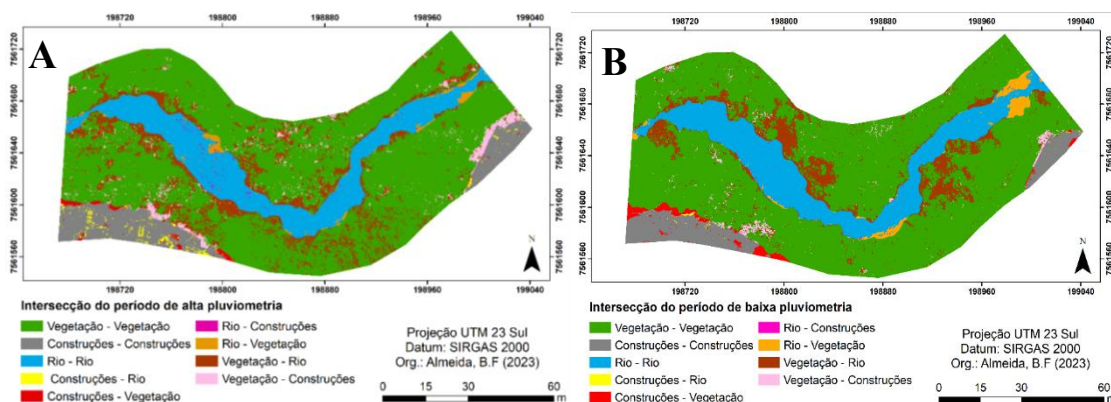 A
198720 198800 198880 198960 199040
7561720
7561680
7561640
7561600
7561560
N
Intersecção do período de alta pluviometria
Vegetação - Vegetação
Construções - Construções
Rio - Rio
Construções - Rio
Construções - Vegetação
Rio - Construções
Rio - Vegetação
Vegetação - Rio
Vegetação - Construções
Projeção UTM 23 Sul
Datum: SIRGAS 2000
Org.: Almeida, B.F (2023)
0 15 30 60
m
B
198720 198800 198880 198960 199040
7561720
7561680
7561640
7561600
7561560
N
Intersecção do período de baixa pluviometria
Vegetação - Vegetação
Construções - Construções
Rio - Rio
Construções - Rio
Construções - Vegetação
Rio - Construções
Rio - Vegetação
Vegetação - Rio
Vegetação - Construções
Projeção UTM 23 Sul
Datum: SIRGAS 2000
Org.: Almeida, B.F (2023)
0 15 30 60
m